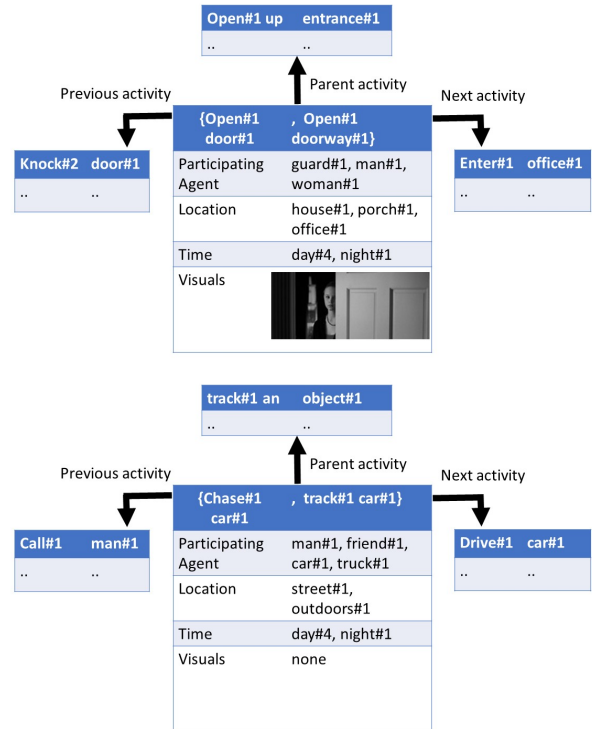 Open#1 up entrance#1
.. ..
Parent activity
Previous activity
Next activity
{Open#1 , Open#1
door#1 doorway#1}
Knock#2 door#1
.. ..
Participating guard#1, man#1,
Agent woman#1
Location house#1, porch#1,
office#1
Time day#4, night#1
Visuals
Enter#1 office#1
.. ..
track#1 an object#1
.. ..
Parent activity
Previous activity
Next activity
{Chase#1 , track#1 car#1}
car#1
Call#1 man#1
.. ..
Participating man#1, friend#1,
Agent car#1, truck#1
Location street#1,
outdoors#1
Time day#4, night#1
Visuals none
Drive#1 car#1
.. ..